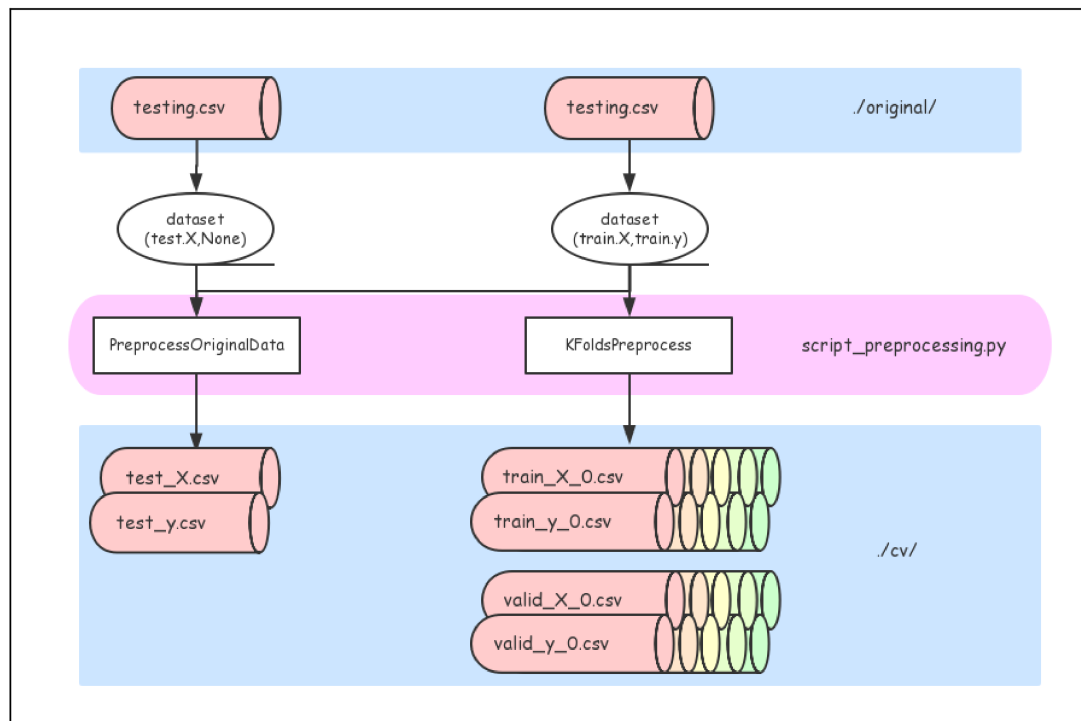 testing.csv
testing.csv
./original/
dataset
(test.X,None)
dataset
(train.X,train.y)
PreprocessOriginalData
KFoldsPreprocess
script_preprocessing.py
test_X.csv
train_X_0.csv
test_y.csv
train_y_0.csv
./cv/
valid_X_0.csv
valid_y_0.csv